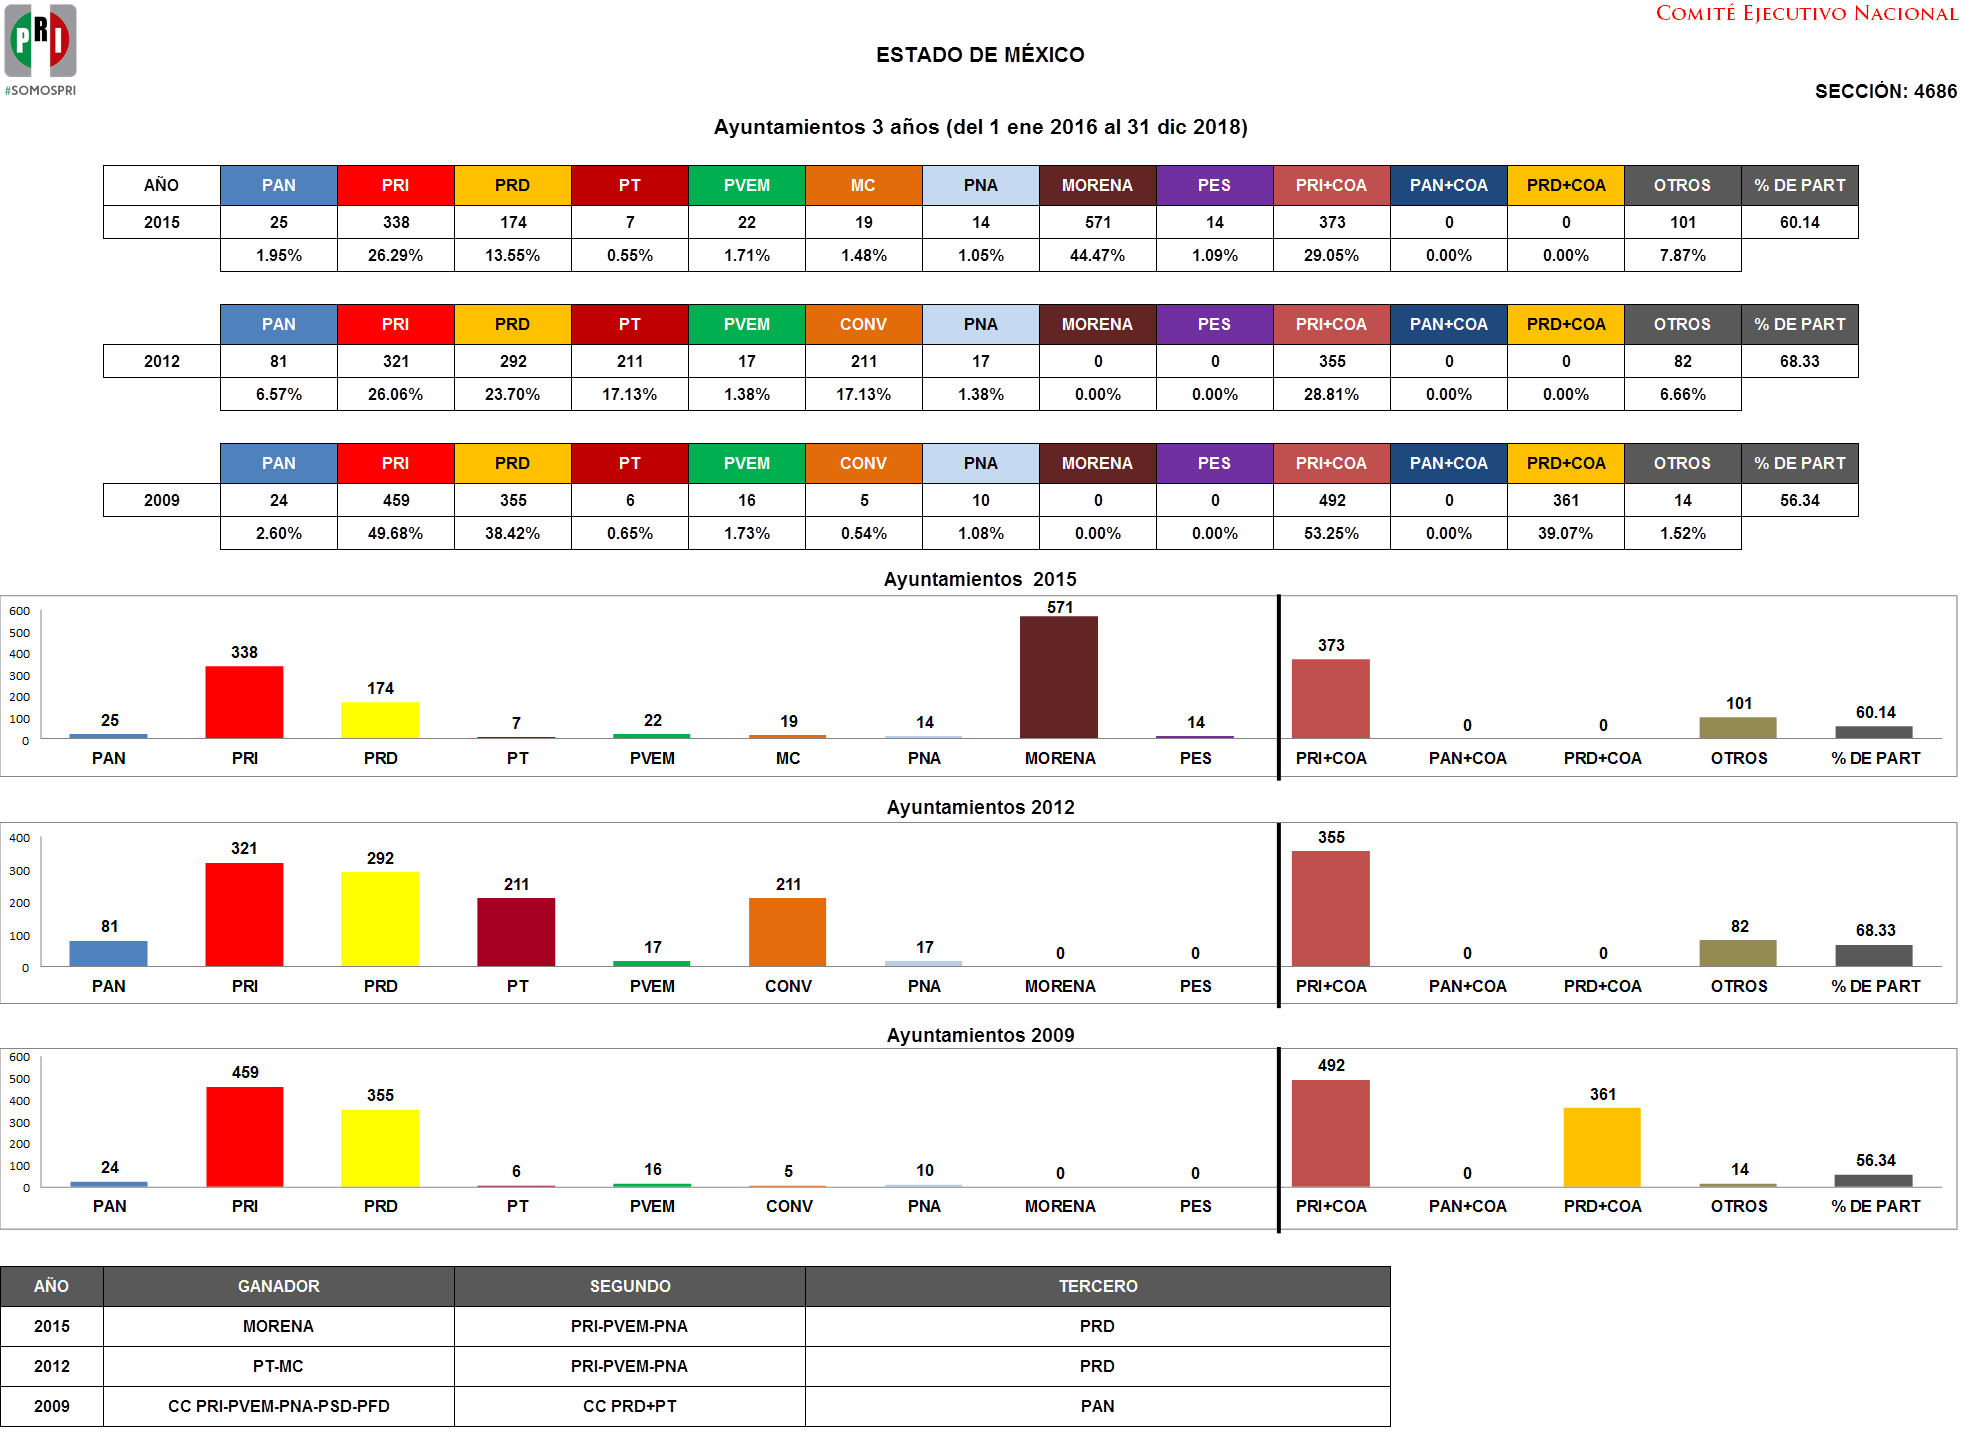 PRI
#SOMOSPRI
COMITÉ EJECUTIVO NACIONAL
ESTADO DE MÉXICO
SECCIÓN: 4686
Ayuntamientos 3 años (del 1 ene 2016 al 31 dic 2018)
AÑO PAN PRI PRD PT PVEM MC PNA MORENA PES PRI+COA PAN+COA PRD+COA OTROS % DE PART
2015 25 338 174 7 22 19 14 571 14 373 0 0 101 60.14
1.95% 26.29% 13.55% 0.55% 1.71% 1.48% 1.05% 44.47% 1.09% 29.05% 0.00% 0.00% 7.87%
PAN PRI PRD PT PVEM CONV PNA MORENA PES PRI+COA PAN+COA PRD+COA OTROS % DE PART
2012 81 321 292 211 17 211 17 0 0 355 0 0 82 68.33
6.57% 26.06% 23.70% 17.13% 1.38% 17.13% 1.38% 0.00% 0.00% 28.81% 0.00% 0.00% 6.66%
PAN PRI PRD PT PVEM CONV PNA MORENA PES PRI+COA PAN+COA PRD+COA OTROS % DE PART
2009 24 459 355 6 16 5 10 0 0 492 0 361 14 56.34
2.60% 49.68% 38.42% 0.65% 1.73% 0.54% 1.08% 0.00% 0.00% 53.25% 0.00% 39.07% 1.52%
Ayuntamientos 2015
600
500
400
300
200
100
0
25 338 174 7 22 19 14 571 14 373 0 0 101 60.14
PAN PRI PRD PT PVEM MC PNA MORENA PES PRI+COA PAN+COA PRD+COA OTROS % DE PART
Ayuntamientos 2012
400
300
200
100
0
81 321 292 211 17 211 17 0 0 355 0 0 82 68.33
PAN PRI PRD PT PVEM CONV PNA MORENA PES PRI+COA PAN+COA PRD+COA OTROS % DE PART
Ayuntamientos 2009
600
500
400
300
200
100
0
24 459 355 6 16 5 10 0 0 492 0 361 14 56.34
PAN PRI PRD PT PVEM CONV PNA MORENA PES PRI+COA PAN+COA PRD+COA OTROS % DE PART
AÑO GANADOR SEGUNDO TERCERO
2015 MORENA PRI-PVEM-PNA PRD
2012 PT-MC PRI-PVEM-PNA PRD
2009 CC PRI-PVEM-PNA-PSD-PFD CC PRD+PT PAN